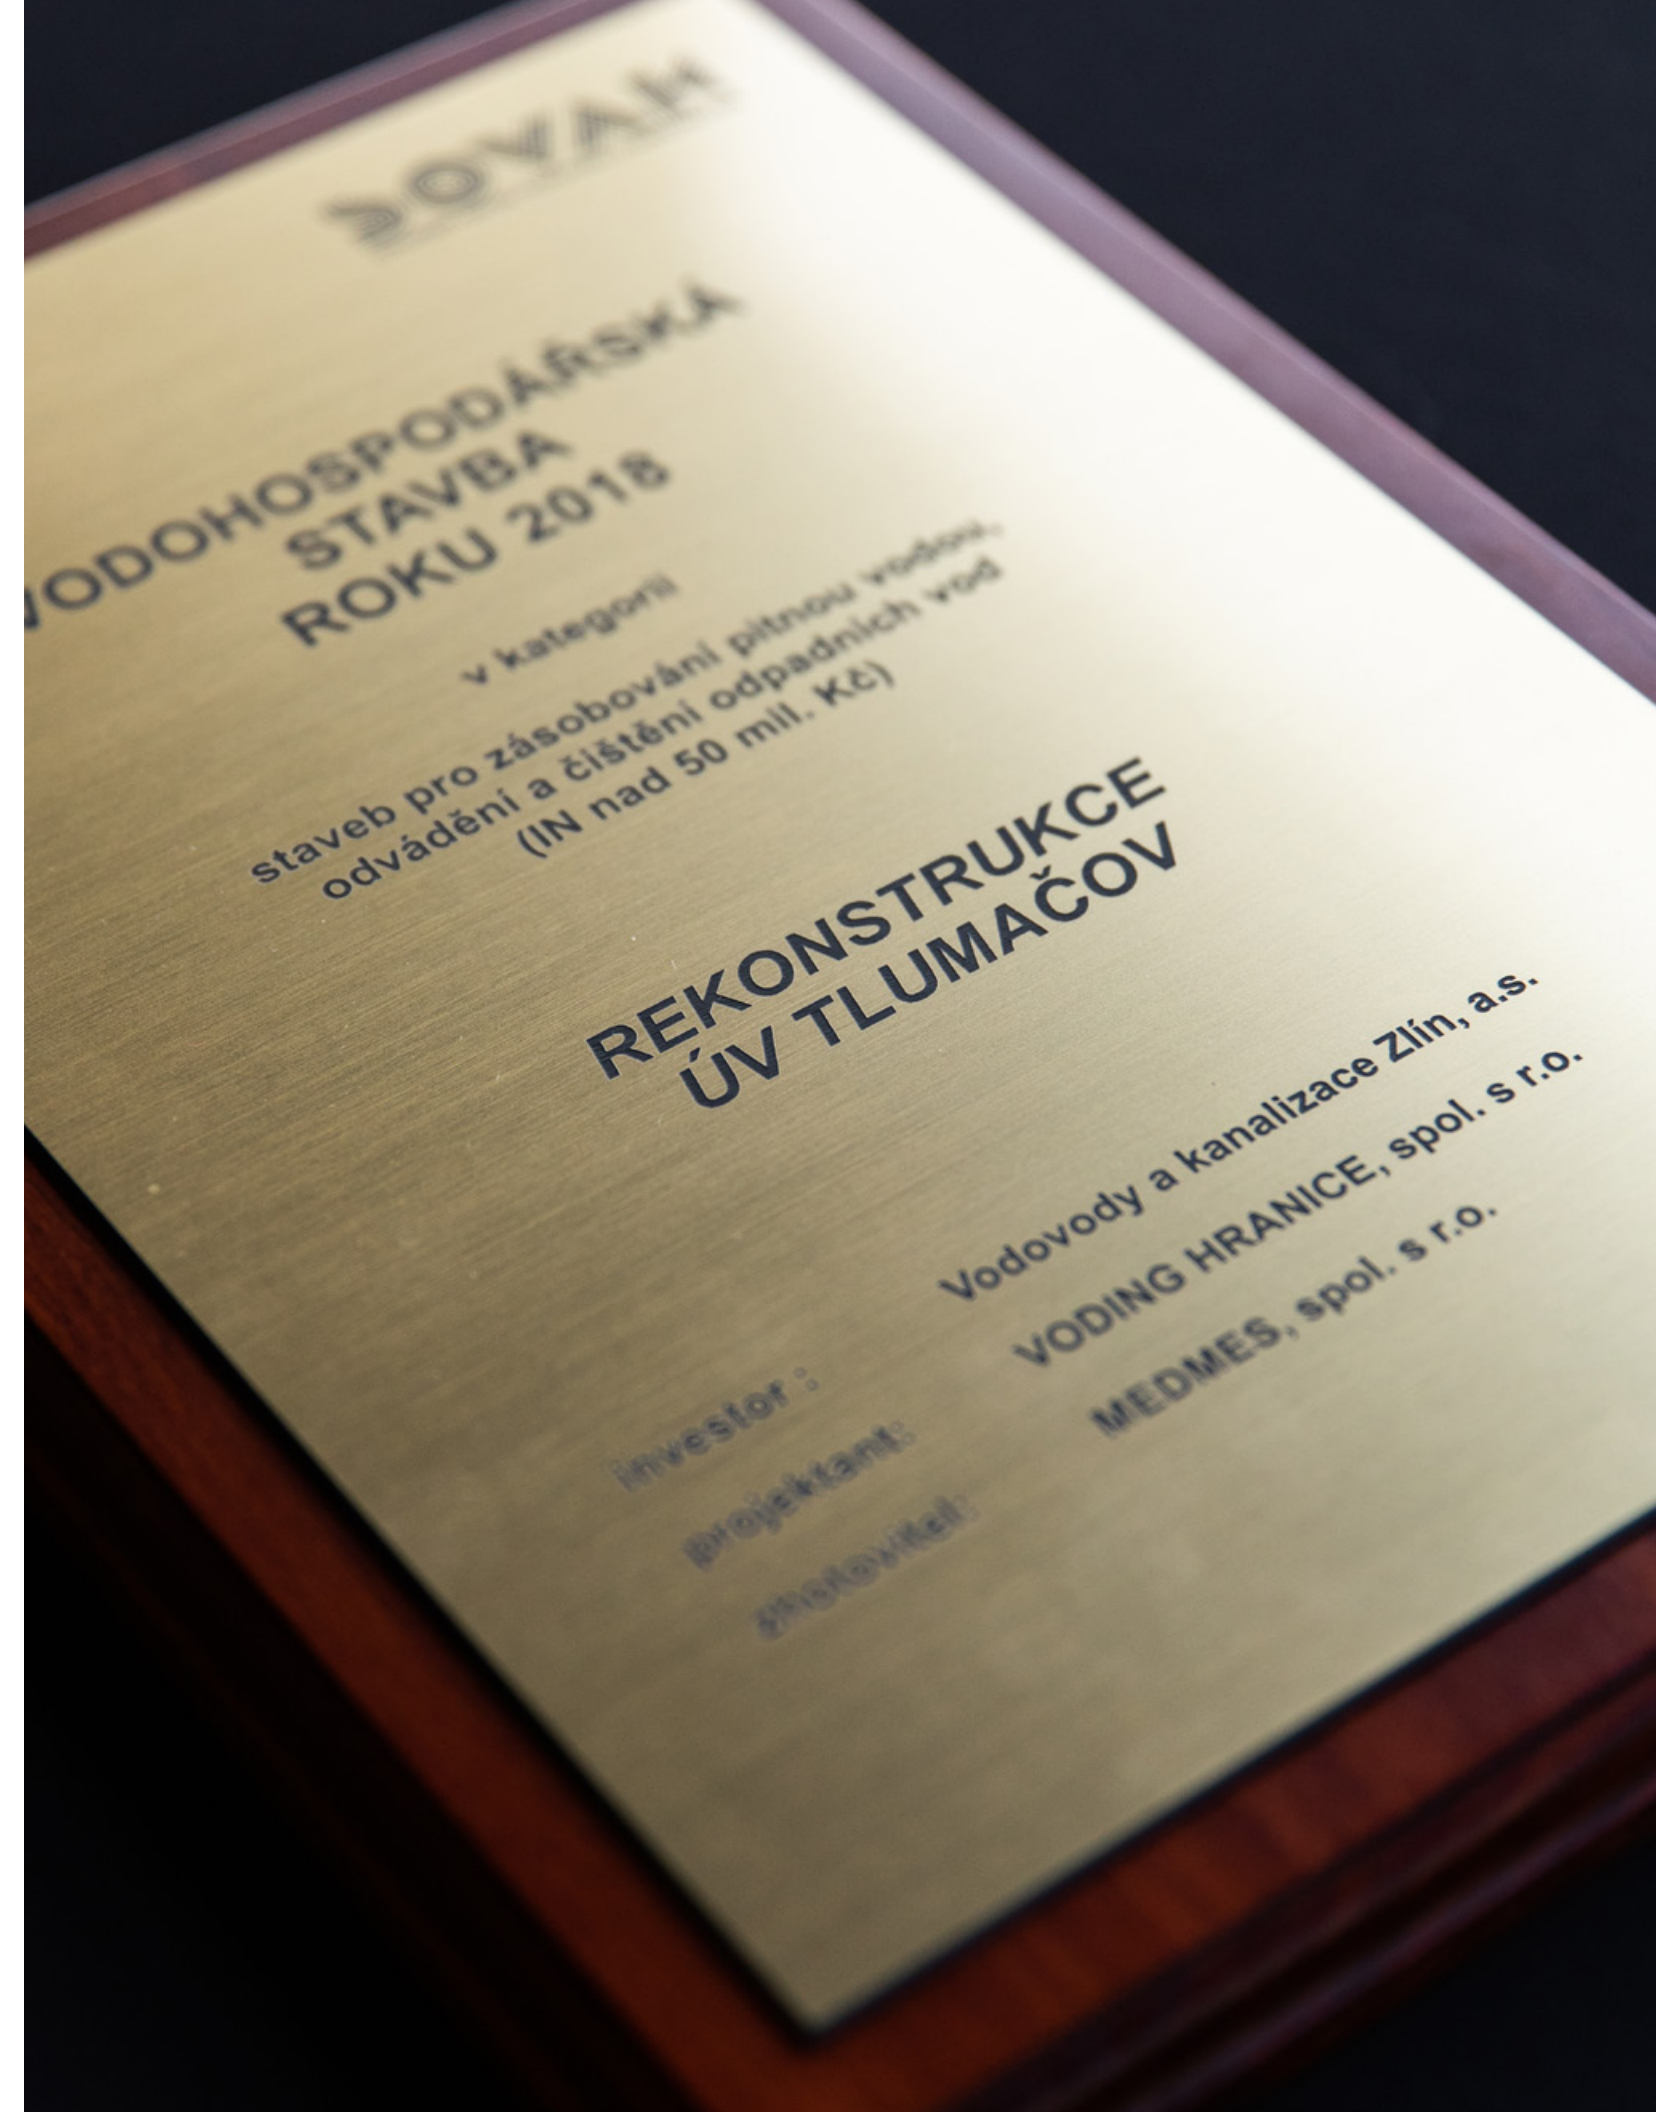 SOVAK
VODOHOSPODÁŘSKÁ
STAVBA
ROKU 2018
v kategorii
staveb pro zásobování pitnou vodou,
odvádění a čištění odpadních vod
(IN nad 50 mil. Kč)
REKONSTRUKCE
ÚV TLUMAČOV
investor : Vodovody a kanalizace Zlín, a.s.
projektant: VODING HRANICE, spol. s r.o.
zhotovitel: MEDMES, spol. s r.o.